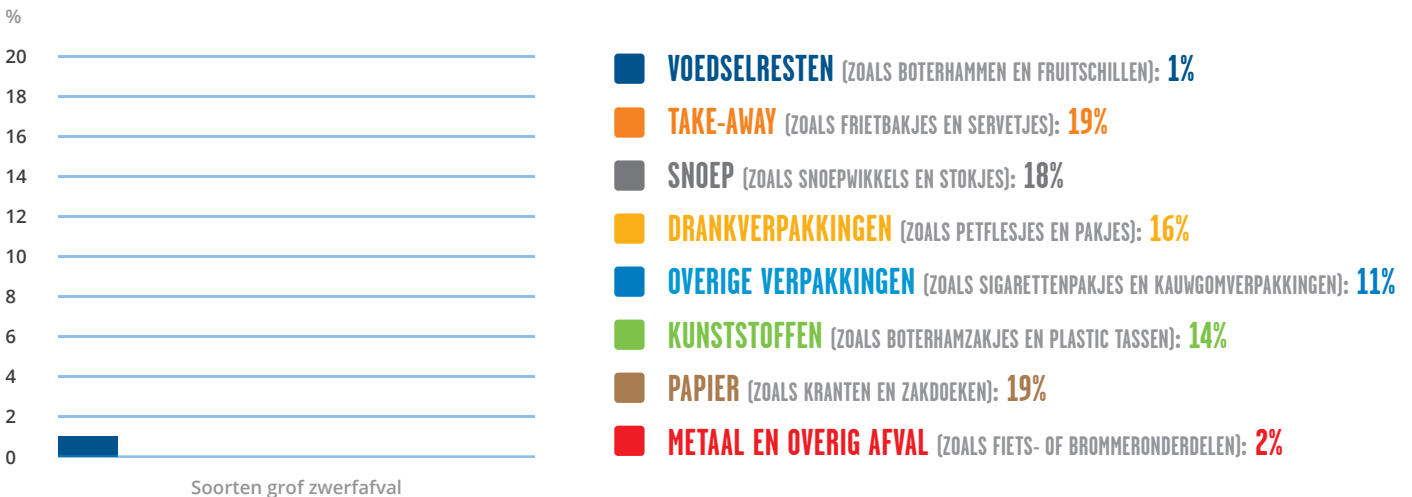 %
20
18
16
14
12
10
8
6
4
2
0
Soorten grof zwerfafval
VOEDSELRESTEN (ZOALS BOTERHAMMEN EN FRUITSCHILLEN): 1%
TAKE-AWAY (ZOALS FRIETBAKJES EN SERVETJES): 19%
SNOEP (ZOALS SNOEPWIKKELS EN STOKJES): 18%
DRANKVERPAKKINGEN (ZOALS PETFLESJES EN PAKJES): 16%
OVERIGE VERPAKKINGEN (ZOALS SIGARETTENPAKJES EN KAUWGOMVERPAKKINGEN): 11%
KUNSTSTOFFEN (ZOALS BOTERHAMZAKJES EN PLASTIC TASSEN): 14%
PAPIER (ZOALS KRANTEN EN ZAKDOEKEN): 19%
METAAL EN OVERIG AFVAL (ZOALS FIETS- OF BROMMERONDERDELEN): 2%